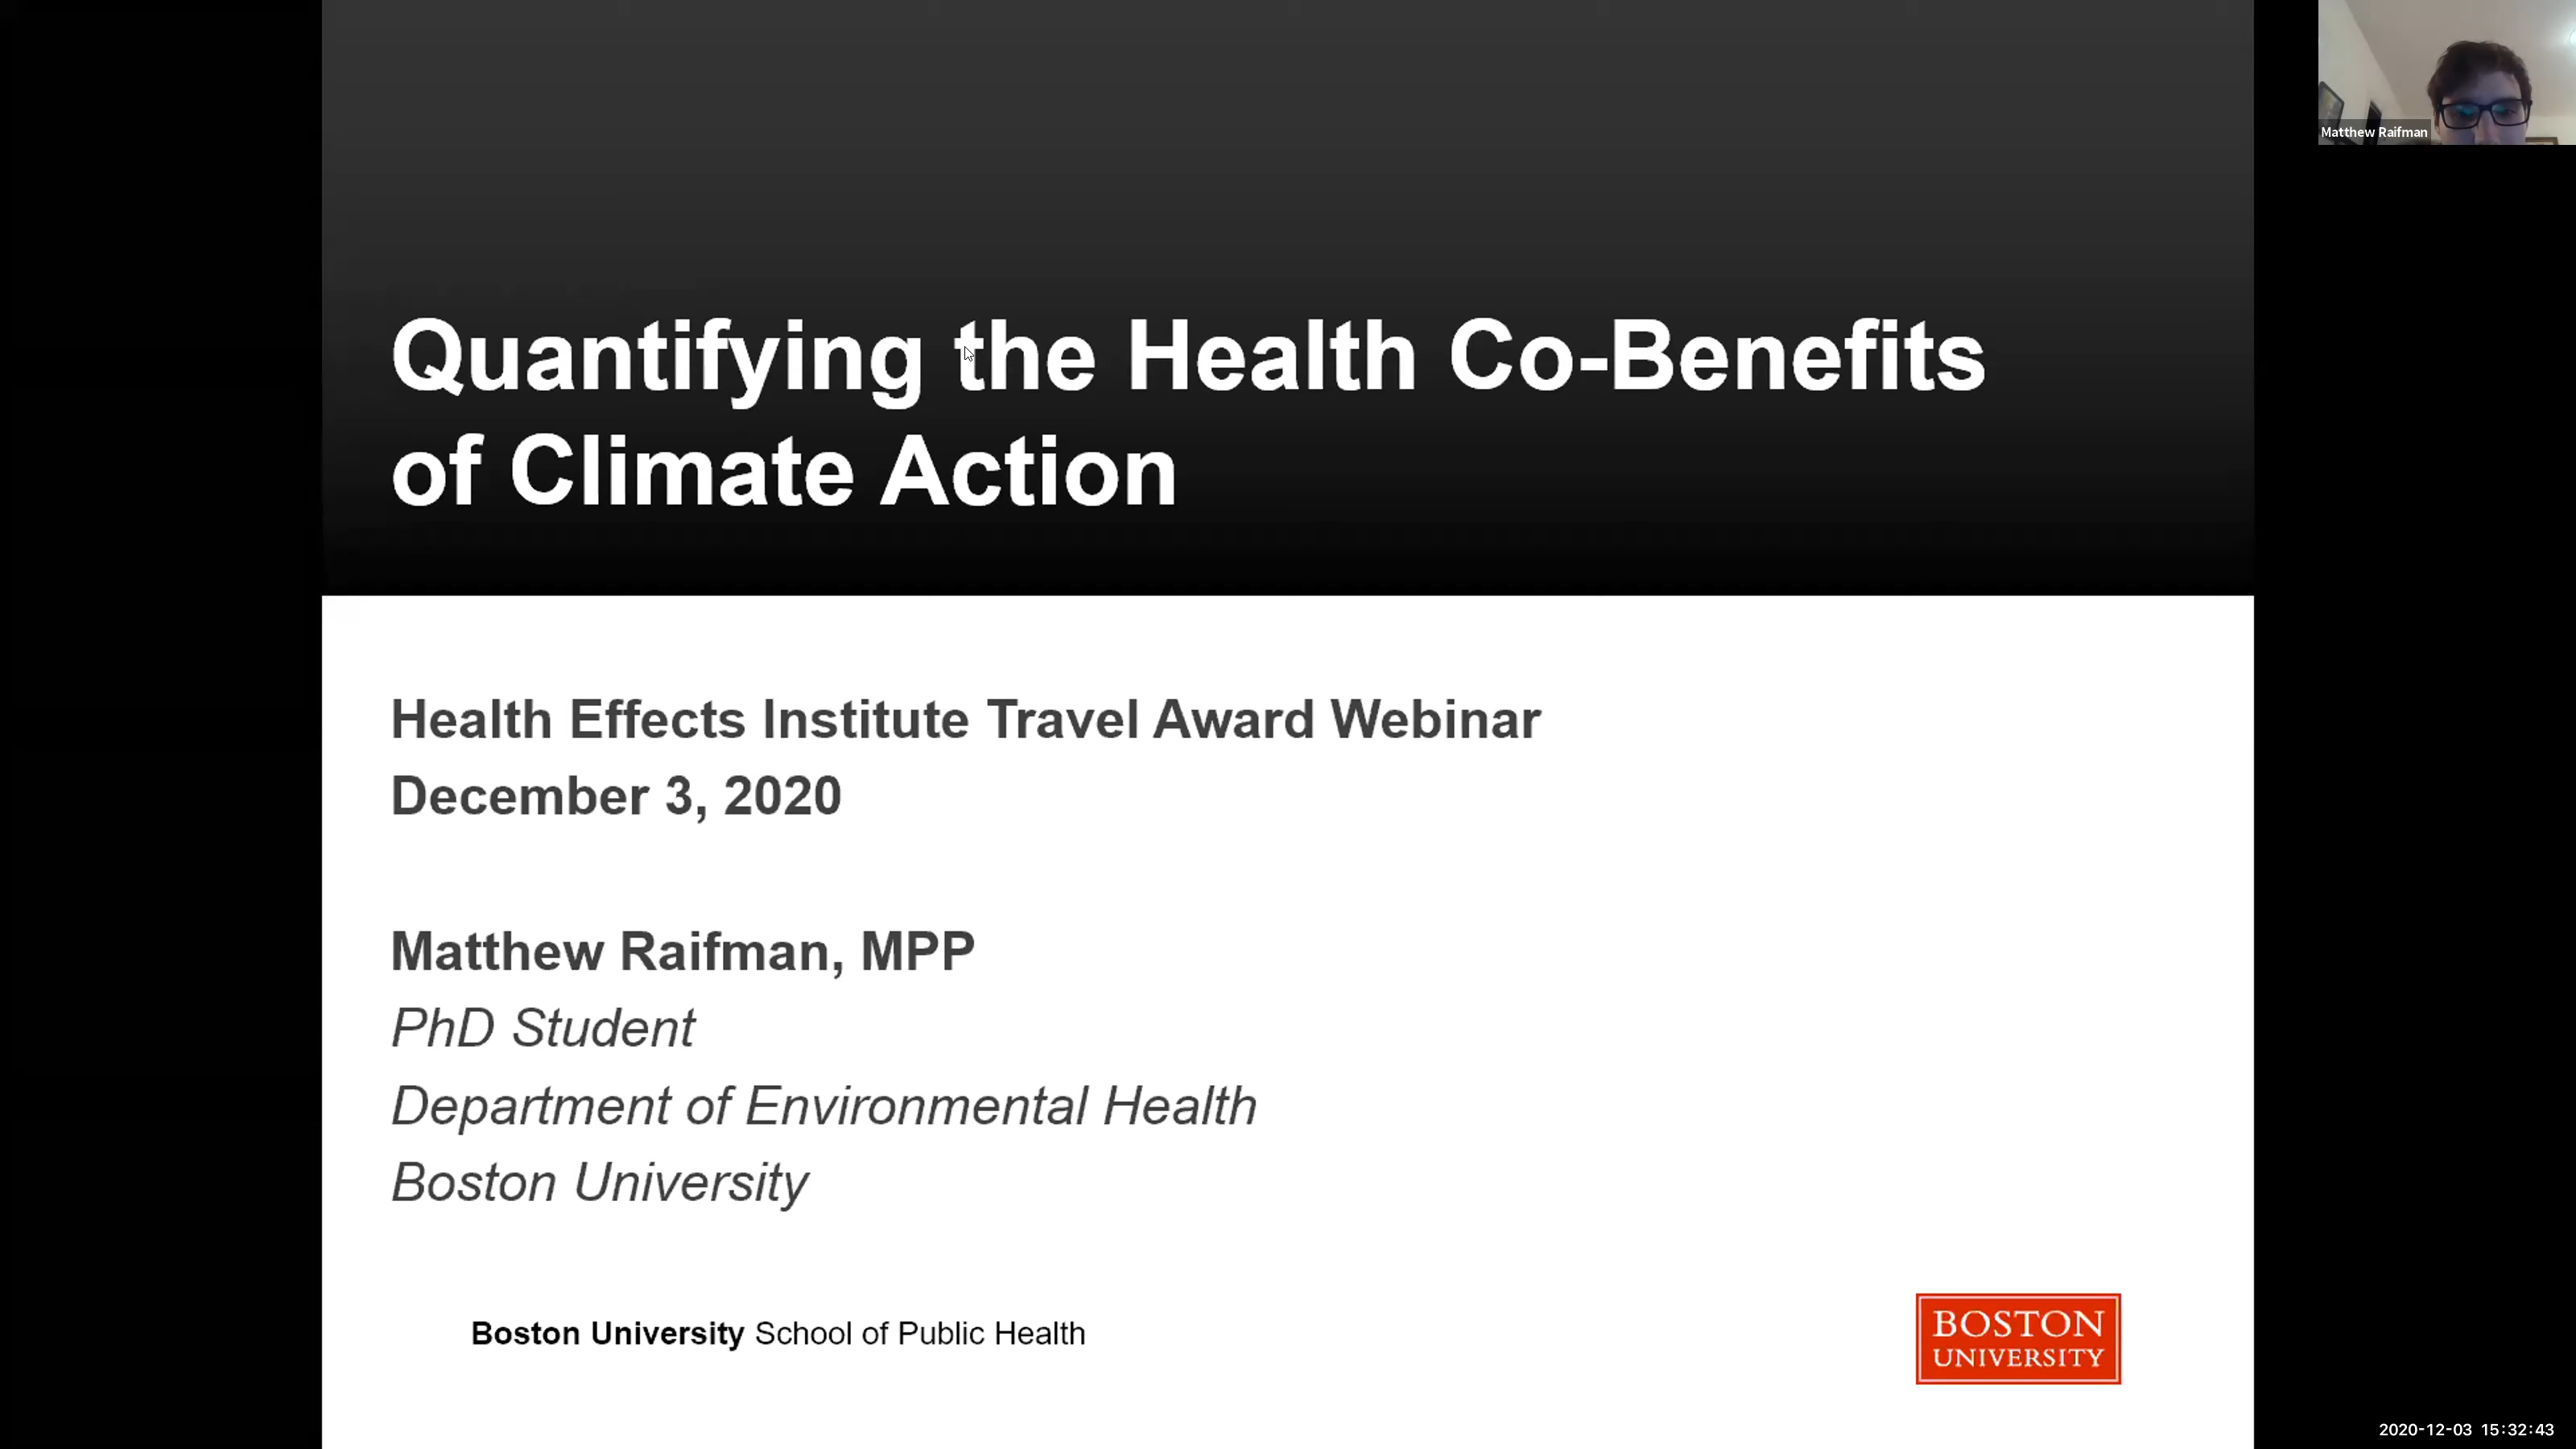 Quantifying the Health Co-Benefits
of Climate Action
Matthew Raifman
Health Effects Institute Travel Award Webinar
December 3, 2020
Matthew Raifman, MPP
PhD Student
Department of Environmental Health
Boston University
Boston University School of Public Health
BOSTON
UNIVERSITY
2020-12-03 15:32:43